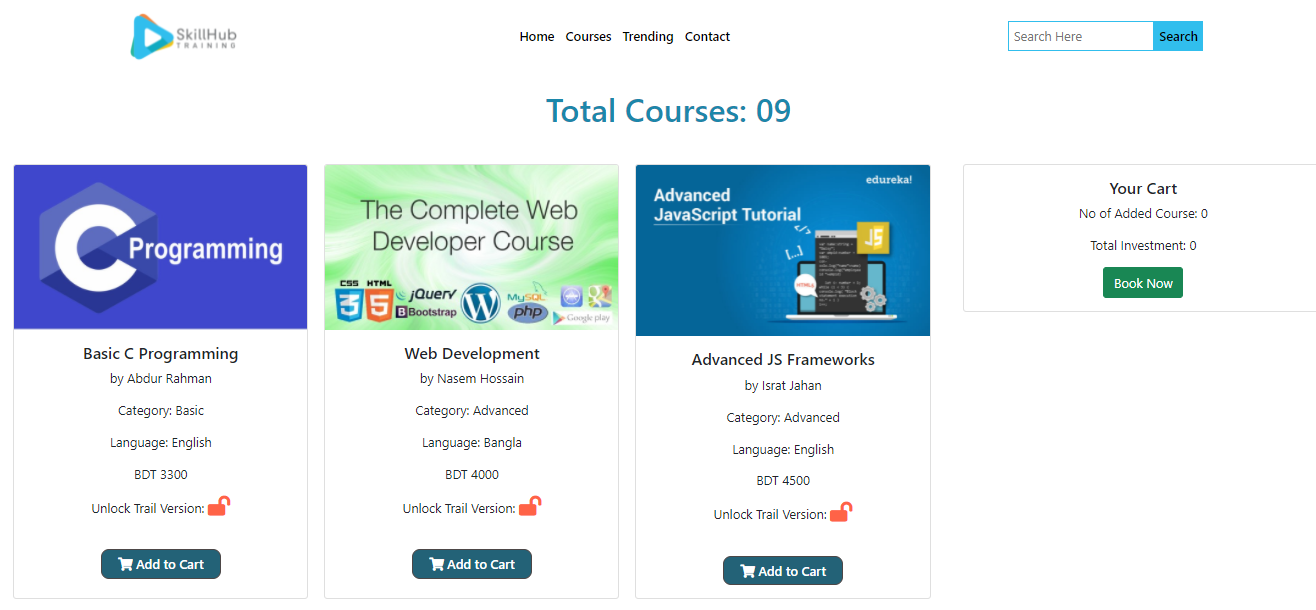 SkillHub
TRAINING
Home Courses Trending Contact
Search Here
Search
Total Courses: 09
C Programming
Basic C Programming
by Abdur Rahman
Category: Basic
Language: English
BDT 3300
Unlock Trail Version:
Add to Cart
The Complete Web
Developer Course
CSS
3
HTML
5
jQuery
B Bootstrap
W
MySQL
php
Google play
Web Development
by Nasem Hossain
Category: Advanced
Language: Bangla
BDT 4000
Unlock Trail Version:
Add to Cart
edureka!
Advanced
JavaScript Tutorial
JS
Advanced JS Frameworks
by Israt Jahan
Category: Advanced
Language: English
BDT 4500
Unlock Trail Version:
Add to Cart
Your Cart
No of Added Course: 0
Total Investment: 0
Book Now